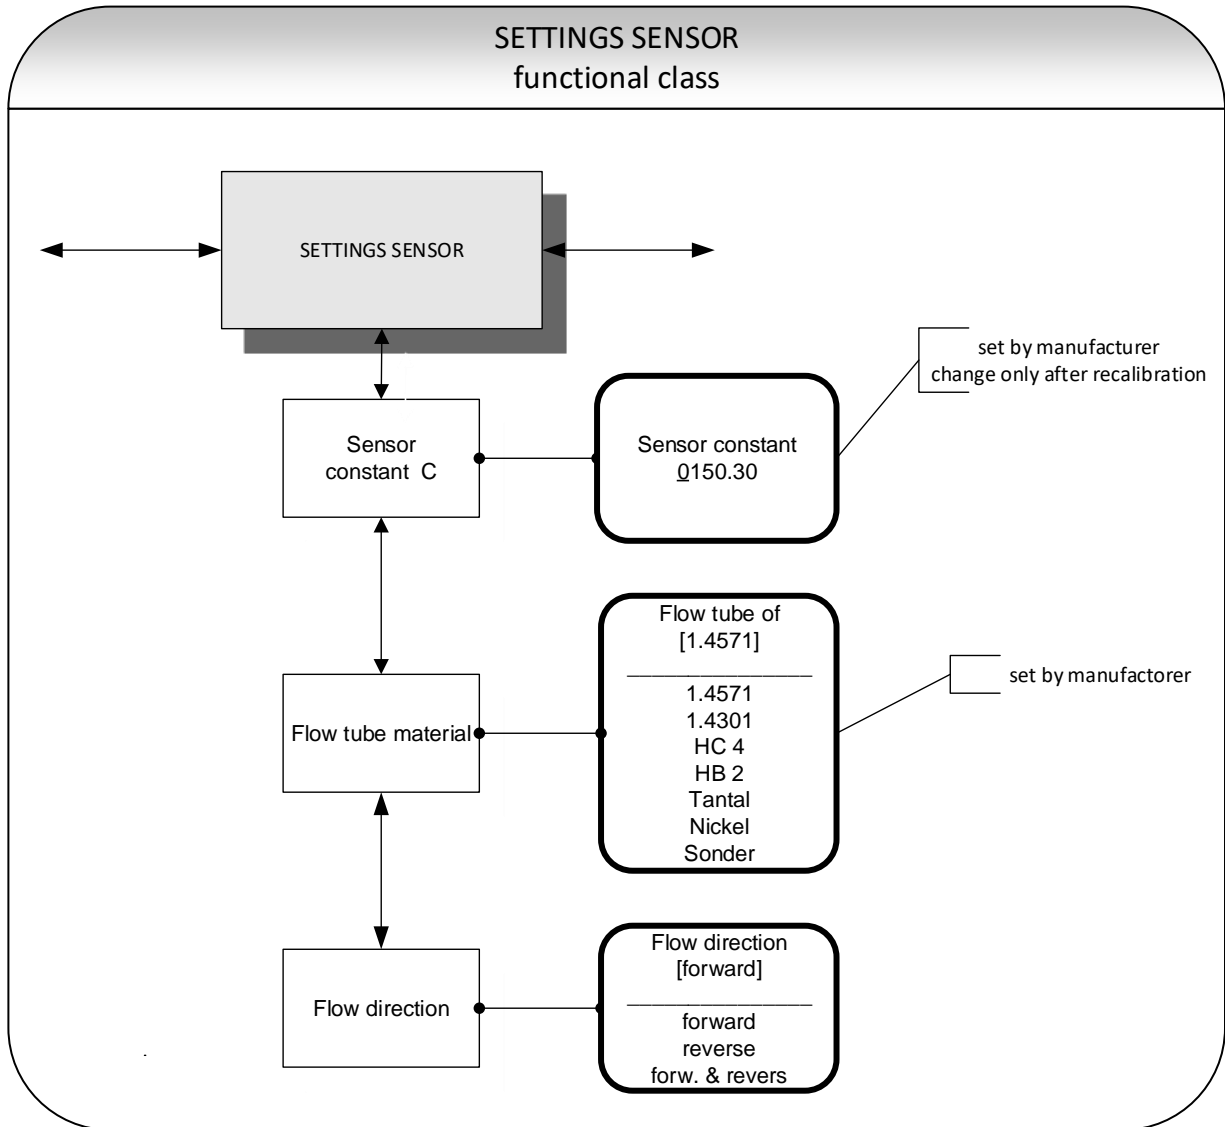 SETTINGS SENSOR
functional class
SETTINGS SENSOR
set by manufacturer
change only after recalibration
Sensor
constant C
Sensor constant
0150.30
Flow tube of
[1.4571]
1.4571
1.4301
HC 4
HB 2
Tantal
Nickel
Sonder
Flow tube material
set by manufactorer
Flow direction
[forward]
forward
reverse
forw. & revers
Flow direction